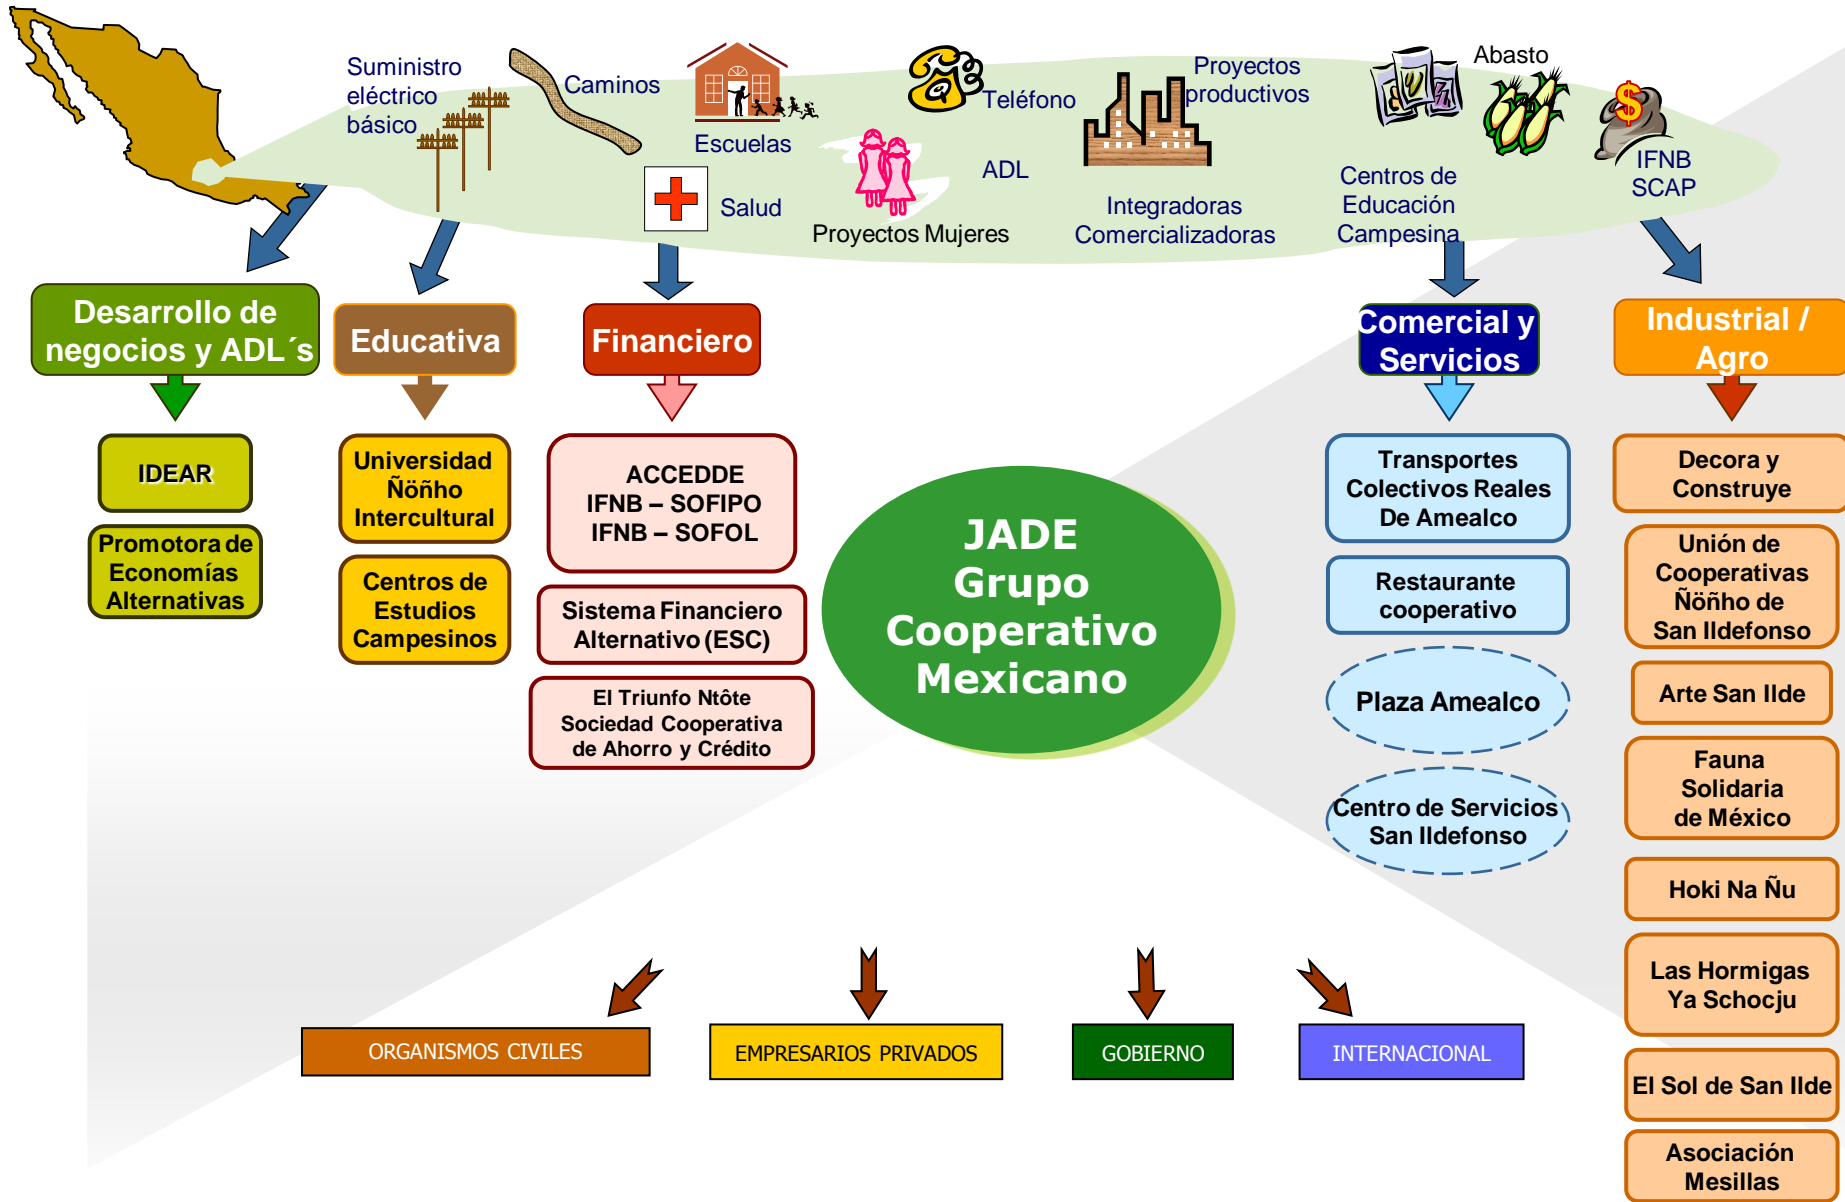 Suministro
eléctrico
básico
Caminos
Escuelas
Salud
Teléfono
ADL
Proyectos Mujeres
Proyectos
productivos
Integradoras
Comercializadoras
Abasto
Centros de
Educación
Campesina
$
IFNB
SCAP
Desarrollo de
negocios y ADL´s
Educativa
Financiero
Comercial y
Servicios
Industrial /
Agro
IDEAR
Promotora de
Economías
Alternativas
Universidad
Ñöñho
Intercultural
Centros de
Estudios
Campesinos
ACCEDDE
IFNB – SOFIPO
IFNB – SOFOL
Sistema Financiero
Alternativo (ESC)
El Triunfo Ntôte
Sociedad Cooperativa
de Ahorro y Crédito
JADE
Grupo
Cooperativo
Mexicano
Transportes
Colectivos Reales
De Amealco
Restaurante
cooperativo
Plaza Amealco
Centro de Servicios
San Ildefonso
Decora y
Construye
Unión de
Cooperativas
Ñöñho de
San Ildefonso
Arte San Ilde
Fauna
Solidaria
de México
Hoki Na Ñu
Las Hormigas
Ya Schocju
El Sol de San Ilde
Asociación
Mesillas
ORGANISMOS CIVILES
EMPRESARIOS PRIVADOS
GOBIERNO
INTERNACIONAL